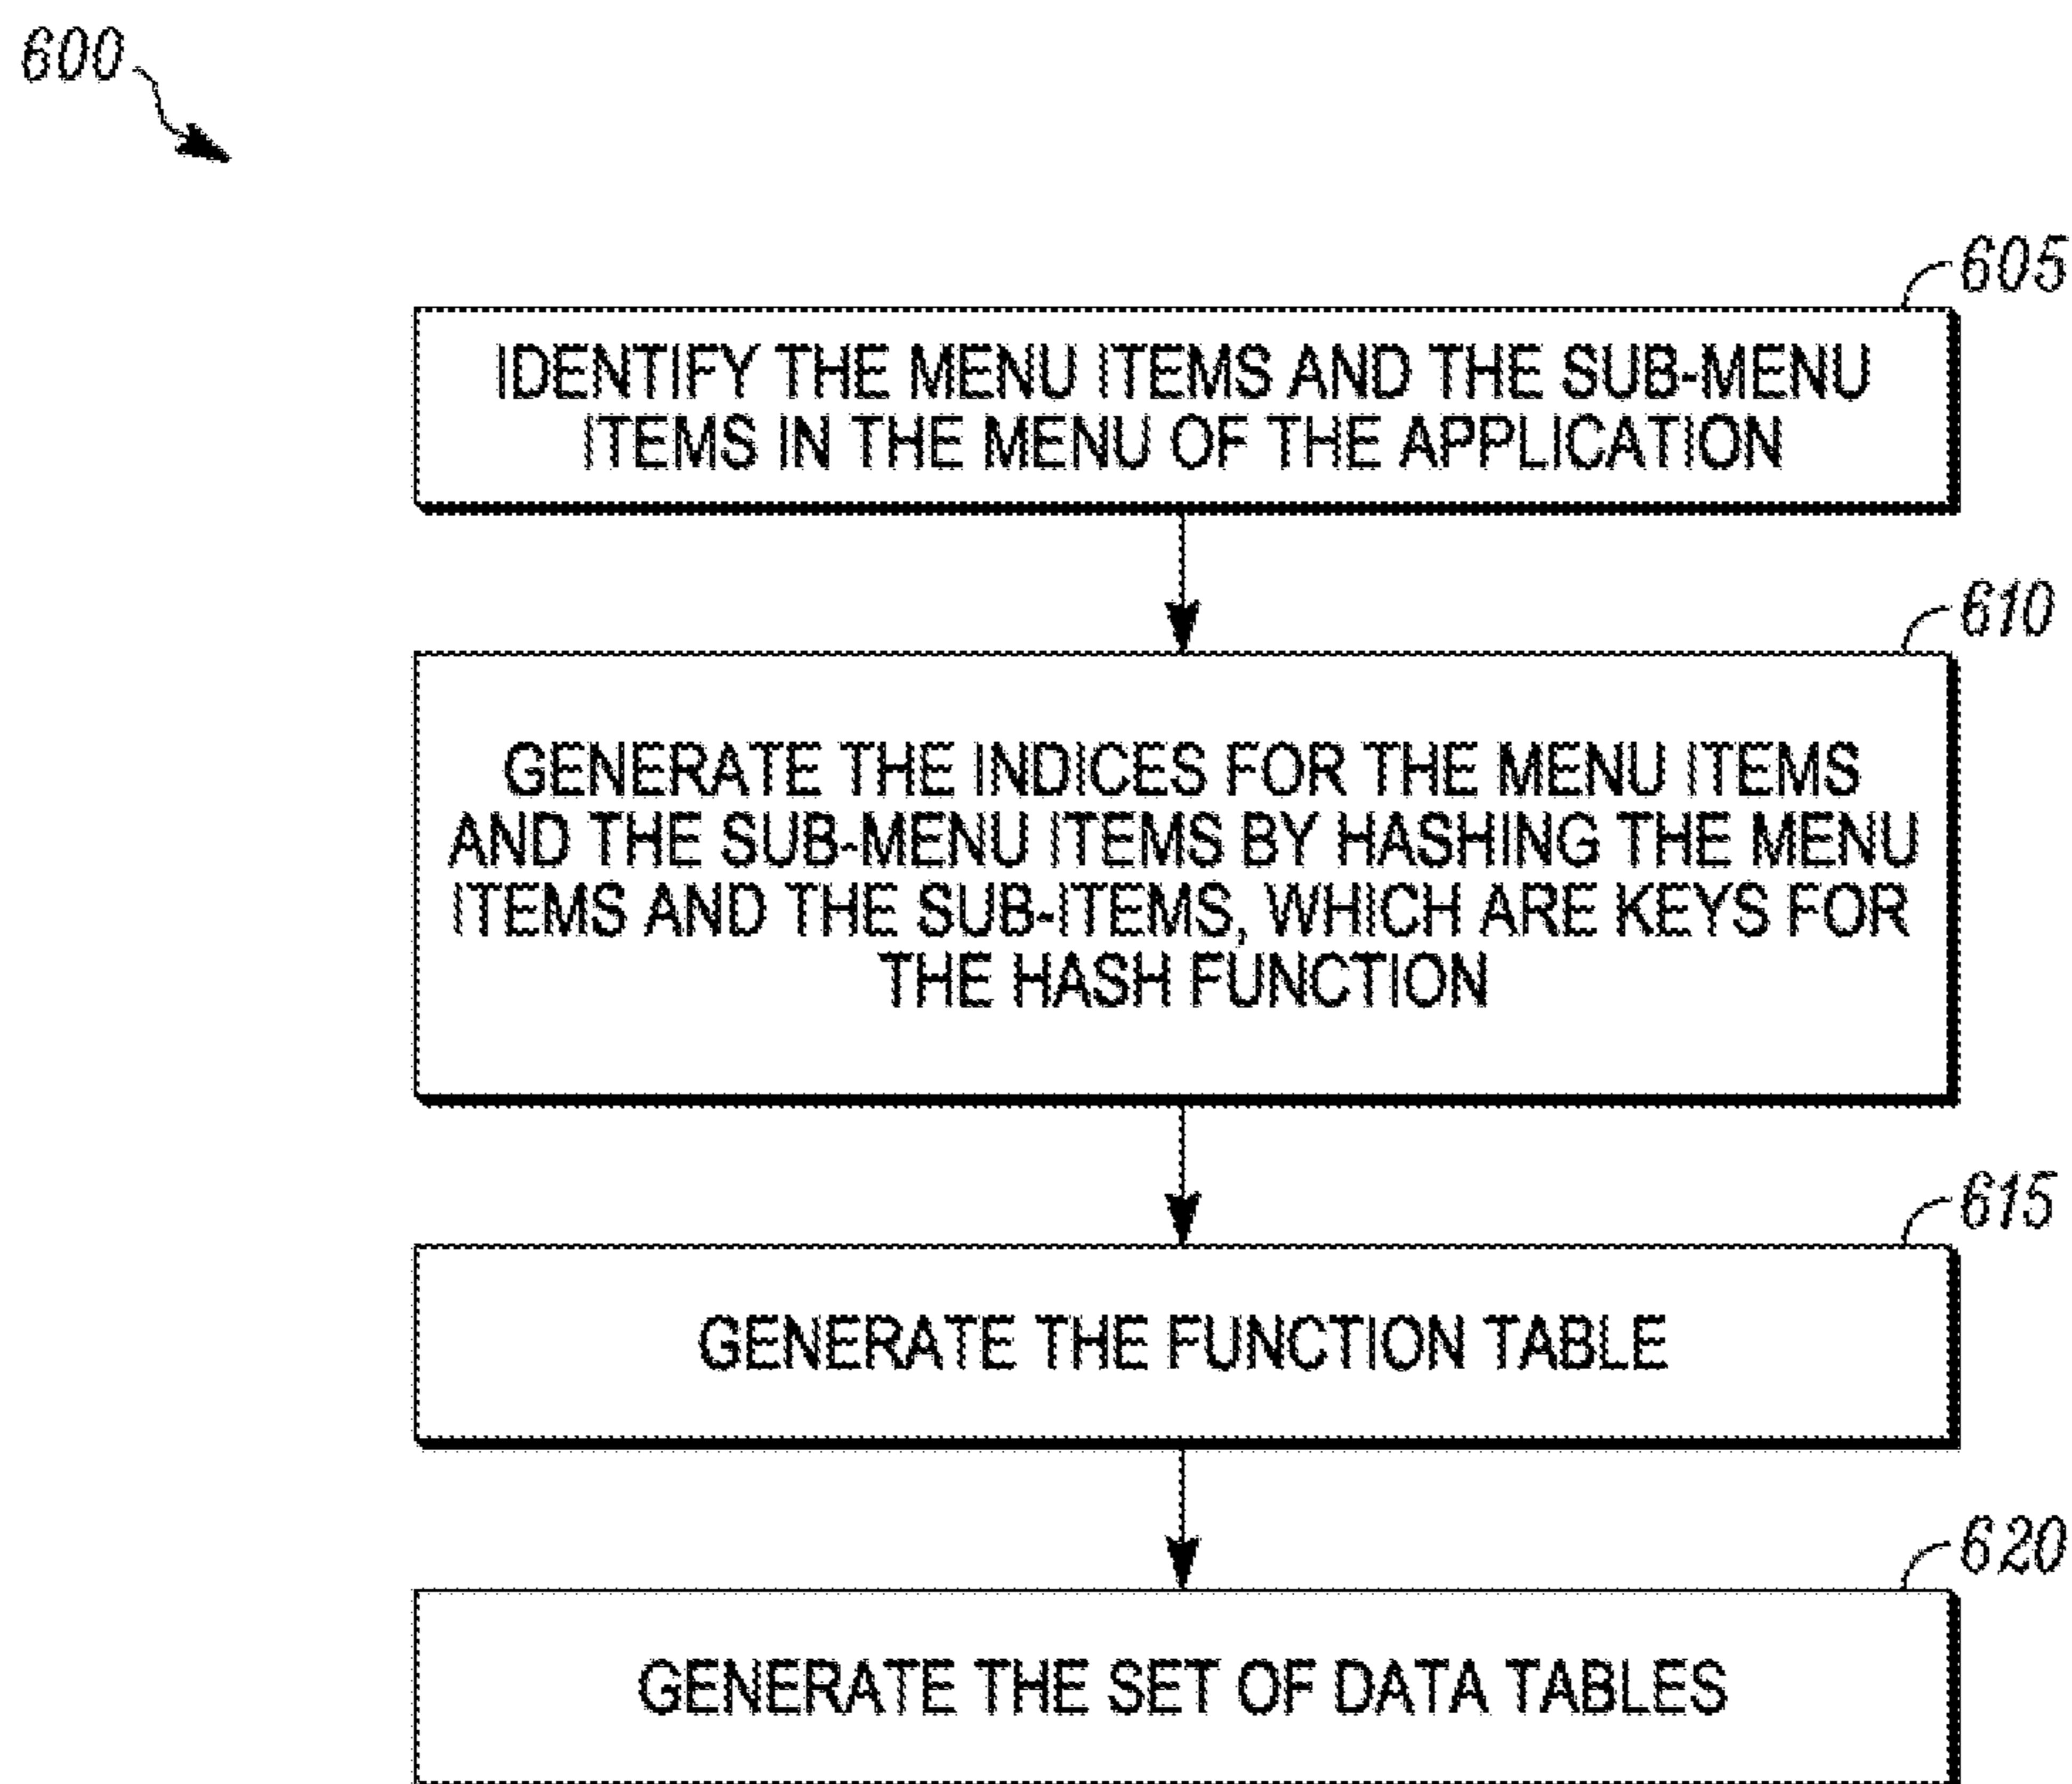 600
605
IDENTIFY THE MENU ITEMS AND THE SUB-MENU
ITEMS IN THE MENU OF THE APPLICATION
610
GENERATE THE INDICES FOR THE MENU ITEMS
AND THE SUB-MENU ITEMS BY HASHING THE MENU
ITEMS AND THE SUB-ITEMS, WHICH ARE KEYS FOR
THE HASH FUNCTION
615
GENERATE THE FUNCTION TABLE
620
GENERATE THE SET OF DATA TABLES